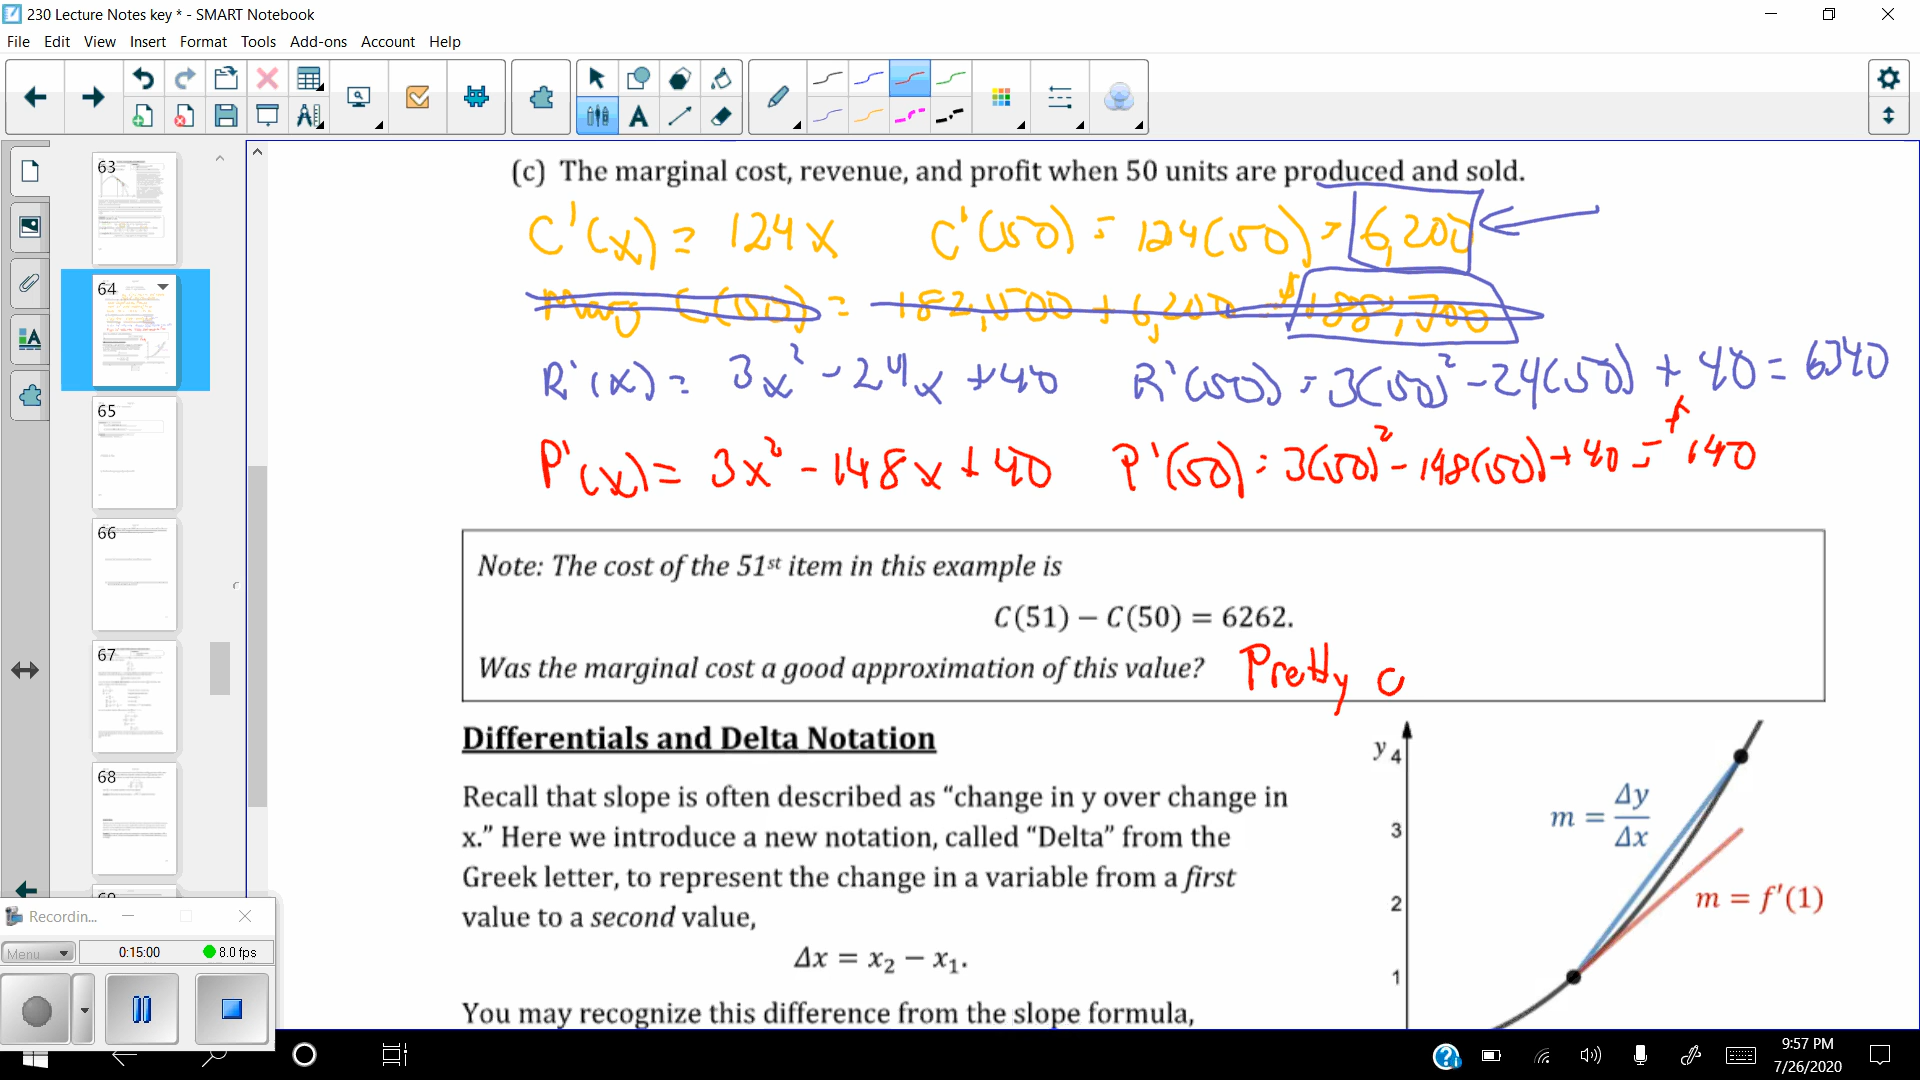 230 Lecture Notes key * - SMART Notebook
File Edit View Insert Format Tools Add-ons Account Help
63
64
65
66
67
68
(c) The marginal cost, revenue, and profit when 50 units are produced and sold.
C'(x) = 124x C'(50) = 124(50) = 6,200
Marg C(50) = 182,500 + 6,200 = $188,700
R'(x) = 3x² - 24x + 40 R'(50) = 3(50)² - 24(50) + 40 = 6340
P'(x) = 3x² - 148x + 40 P'(50) = 3(50)² - 148(50) + 40 = $140
Note: The cost of the 51st item in this example is
C(51) − C(50) = 6262.
Was the marginal cost a good approximation of this value? Pretty c
Differentials and Delta Notation
Recall that slope is often described as “change in y over change in
x.” Here we introduce a new notation, called “Delta” from the
Greek letter, to represent the change in a variable from a first
value to a second value,
Δx = x₂ − x₁.
You may recognize this difference from the slope formula,
y 4
3
2
1
m = Δy/Δx
m = f′(1)
Recordin...
Menu 0:15:00 8.0 fps
9:57 PM
7/26/2020